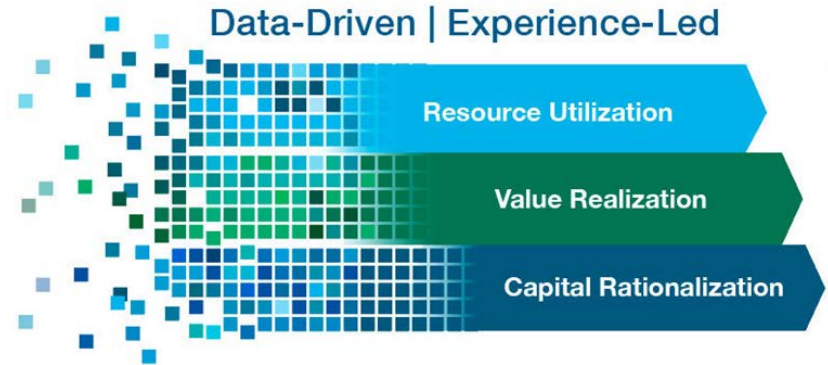 Data-Driven | Experience-Led
Resource Utilization
Value Realization
Capital Rationalization